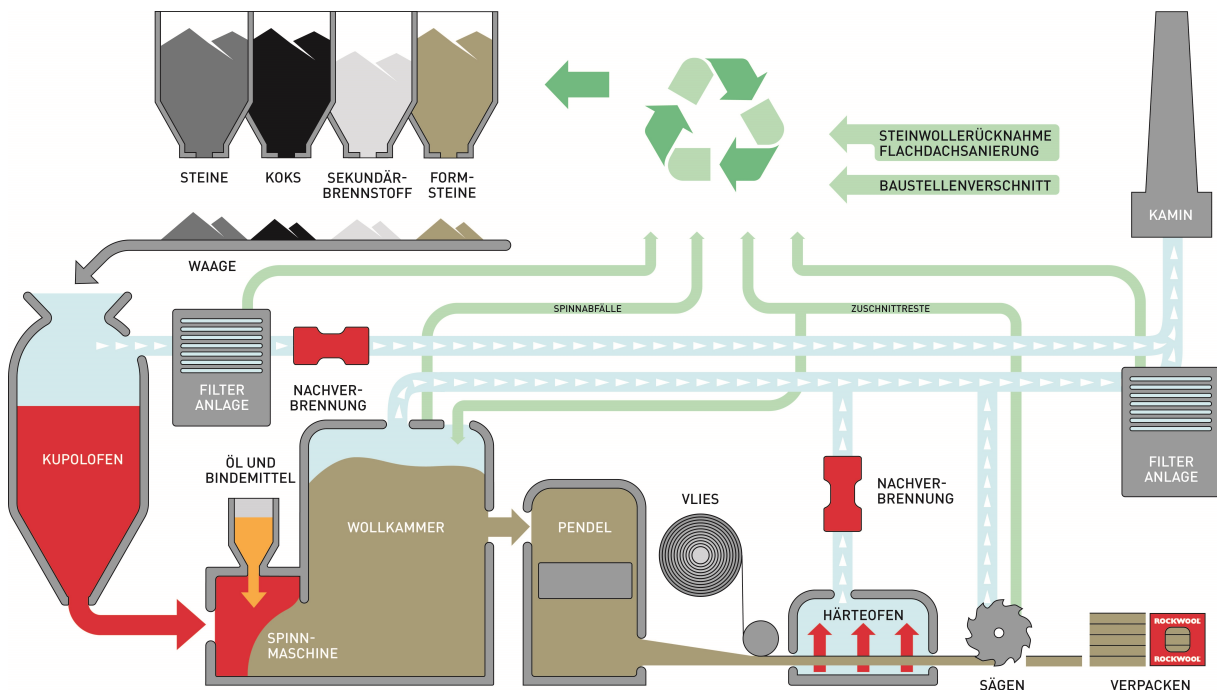 STEINE
KOKS
SEKUNDÄR-
BRENNSTOFF
FORM-
STEINE
STEINWOLLERÜCKNAHME
FLACHDACHSANIERUNG
BAUSTELLENVERSCHNITT
KAMIN
WAAGE
SPINNABFÄLLE
ZUSCHNITTRESTE
FILTER
ANLAGE
NACHVER-
BRENNUNG
KUPOLOFEN
ÖL UND
BINDEMITTEL
WOLLKAMMER
PENDEL
VLIES
NACHVER-
BRENNUNG
FILTER
ANLAGE
SPINN-
MASCHINE
HÄRTEOFEN
SÄGEN
ROCKWOOL
ROCKWOOL
VERPACKEN